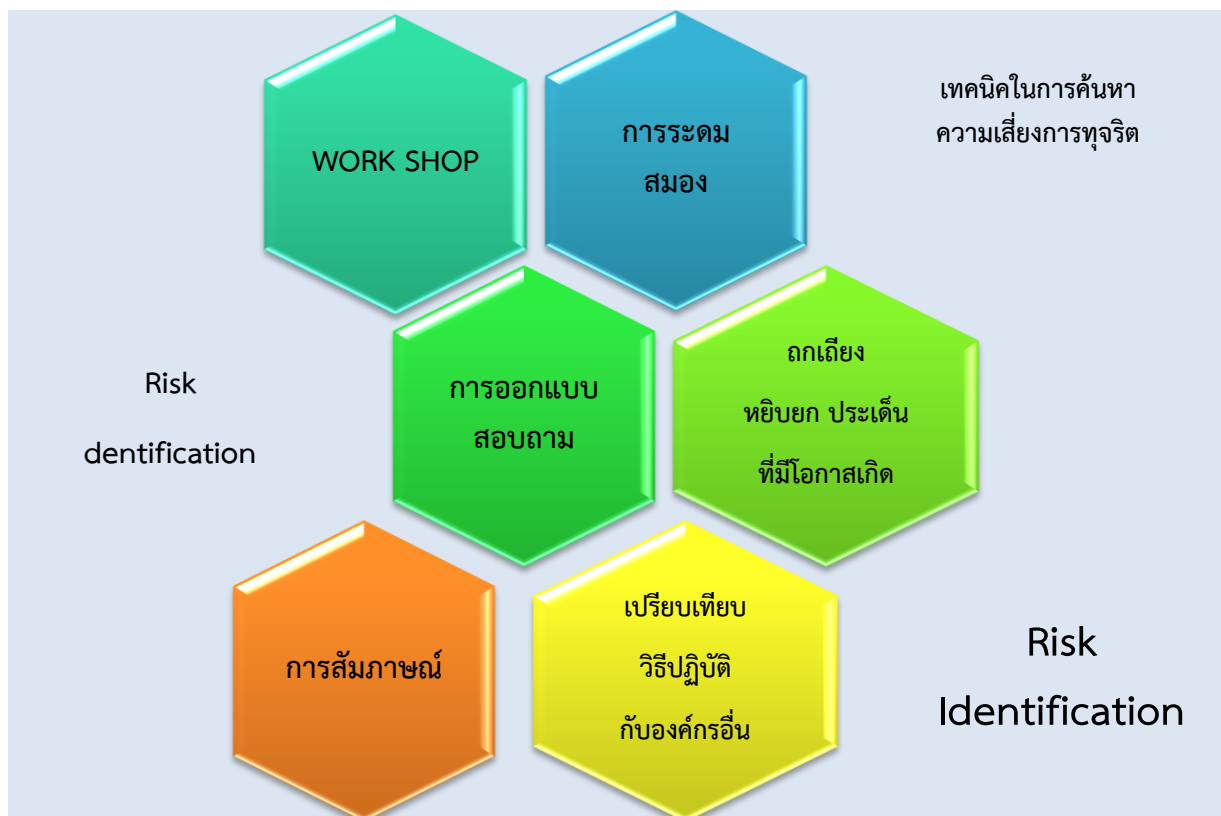 WORK SHOP
การระดม
สมอง
เทคนิคในการค้นหา
ความเสี่ยงการทุจริต
Risk
dentification
การออกแบบ
สอบถาม
ถกเถียง
หยิบยก ประเด็น
ที่มีโอกาสเกิด
การสัมภาษณ์
เปรียบเทียบ
วิธีปฏิบัติ
กับองค์กรอื่น
Risk
Identification